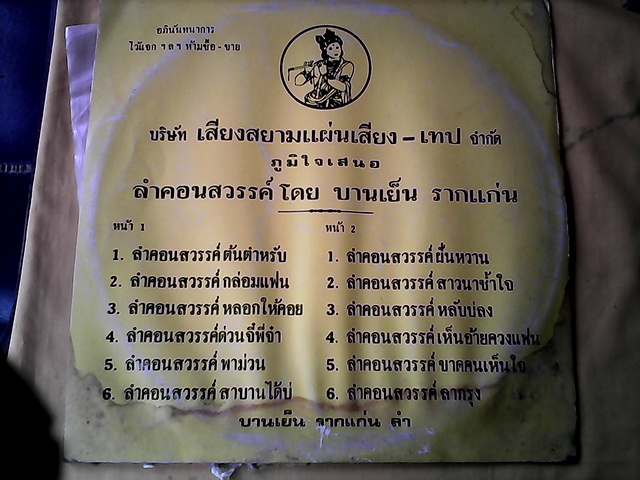 อภินันทนาการ
ไว้แจก ฯลฯ ห้ามซื้อ-ขาย
บริษัท เสียงสยามแผ่นเสียง-เทป จำกัด
ภูมิใจเสนอ
ลำคอนสวรรค์ โดย บานเย็น รากแก่น
หน้า 1
1. ลำคอนสวรรค์ต้นตำหรับ
2. ลำคอนสวรรค์ กล่อมแฟน
3. ลำคอนสวรรค์ หลอกให้คอย
4. ลำคอนสวรรค์ด่วนจี๋พี่จ๋า
5. ลำคอนสวรรค์ พาม่วน
6. ลำคอนสวรรค์ สาบานได้บ่
หน้า 2
1. ลำคอนสวรรค์ ฝันหวาน
2. ลำคอนสวรรค์ สาวนาช้ำใจ
3. ลำคอนสวรรค์ หลับบ่ลง
4. ลำคอนสวรรค์ เห็นอ้ายควงแฟน
5. ลำคอนสวรรค์ ขาดคนเห็นใจ
6. ลำคอนสวรรค์ ลากรุง
บานเย็น รากแก่น ลำ